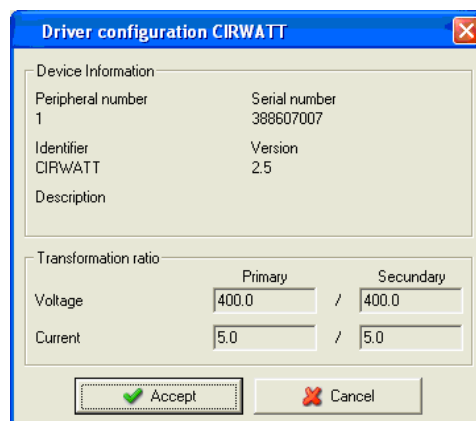 Driver configuration CIRWATT
Device Information
Peripheral number Serial number
1 388607007
Identifier Version
CIRWATT 2.5
Description
Transformation ratio
Primary Secundary
Voltage 400.0 / 400.0
Current 5.0 / 5.0
Accept Cancel